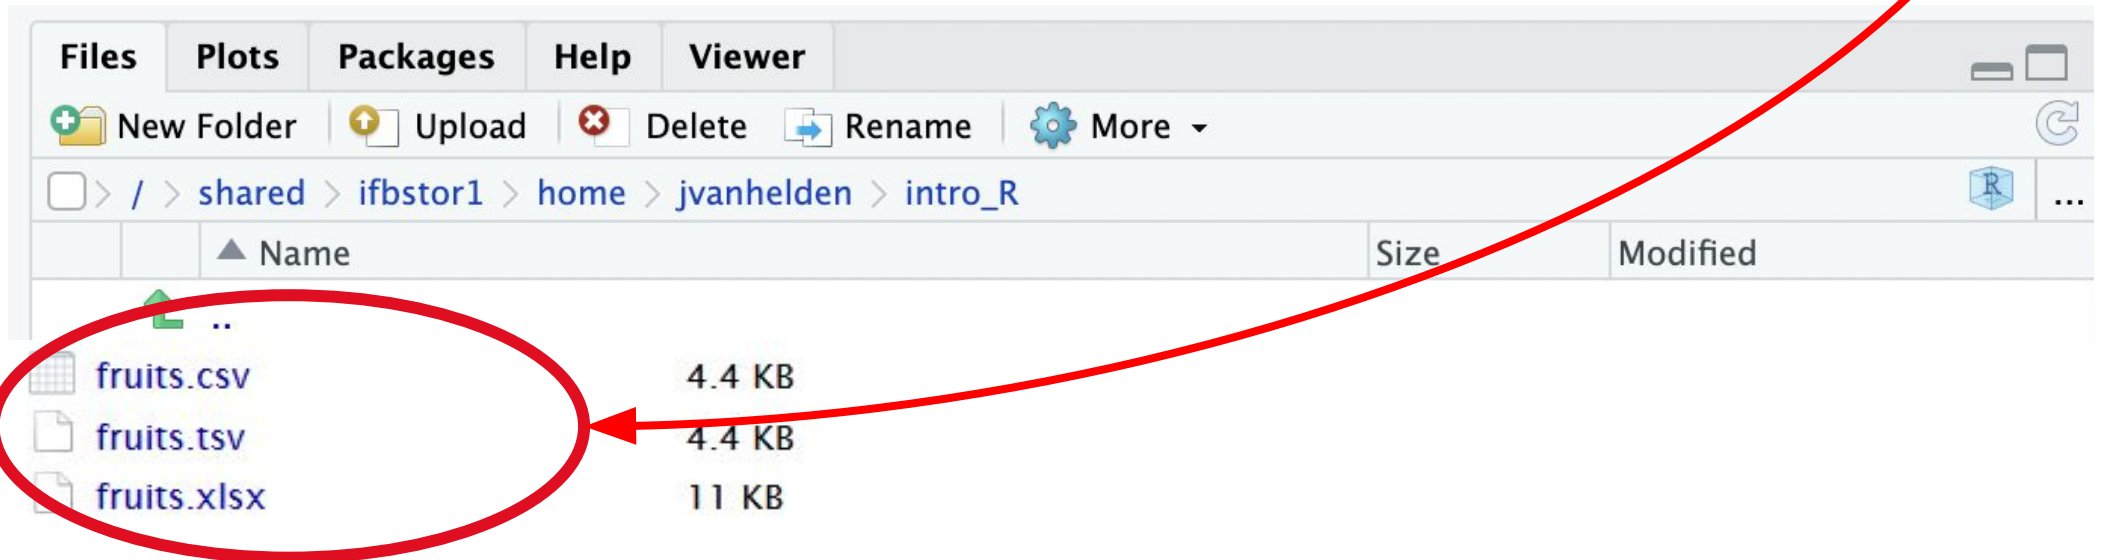 Files Plots Packages Help Viewer
New Folder Upload Delete Rename More
/ > shared > ifbstor1 > home > jvanhelden > intro_R R ...
Name Size Modified
..
fruits.csv 4.4 KB
fruits.tsv 4.4 KB
fruits.xlsx 11 KB